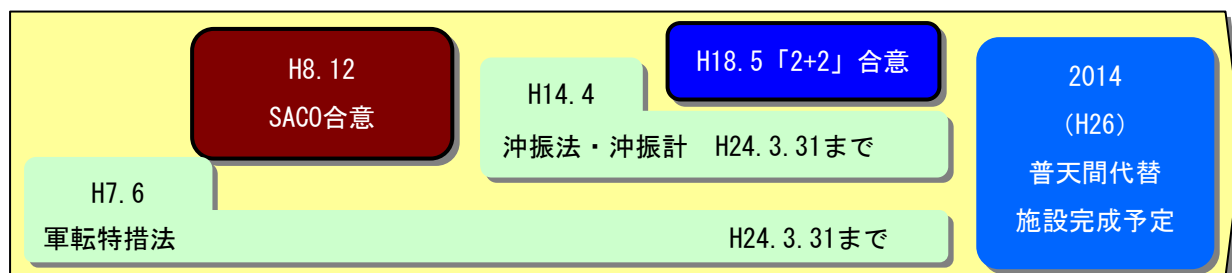 H8.12
SACO合意
H18.5「2+2」合意
2014
(H26)
普天間代替
施設完成予定
H14.4
沖振法・沖振計 H24.3.31まで
H7.6
軍転特措法 H24.3.31まで